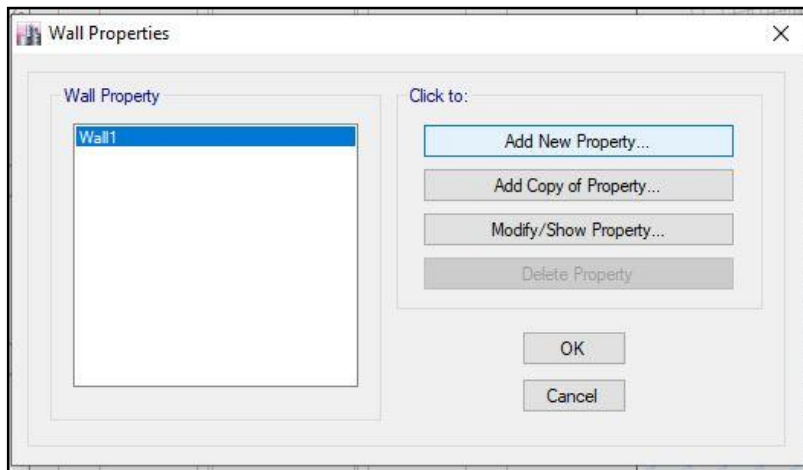 Wall Properties
Wall Property
Wall1
Click to:
Add New Property...
Add Copy of Property...
Modify/Show Property...
Delete Property
OK
Cancel